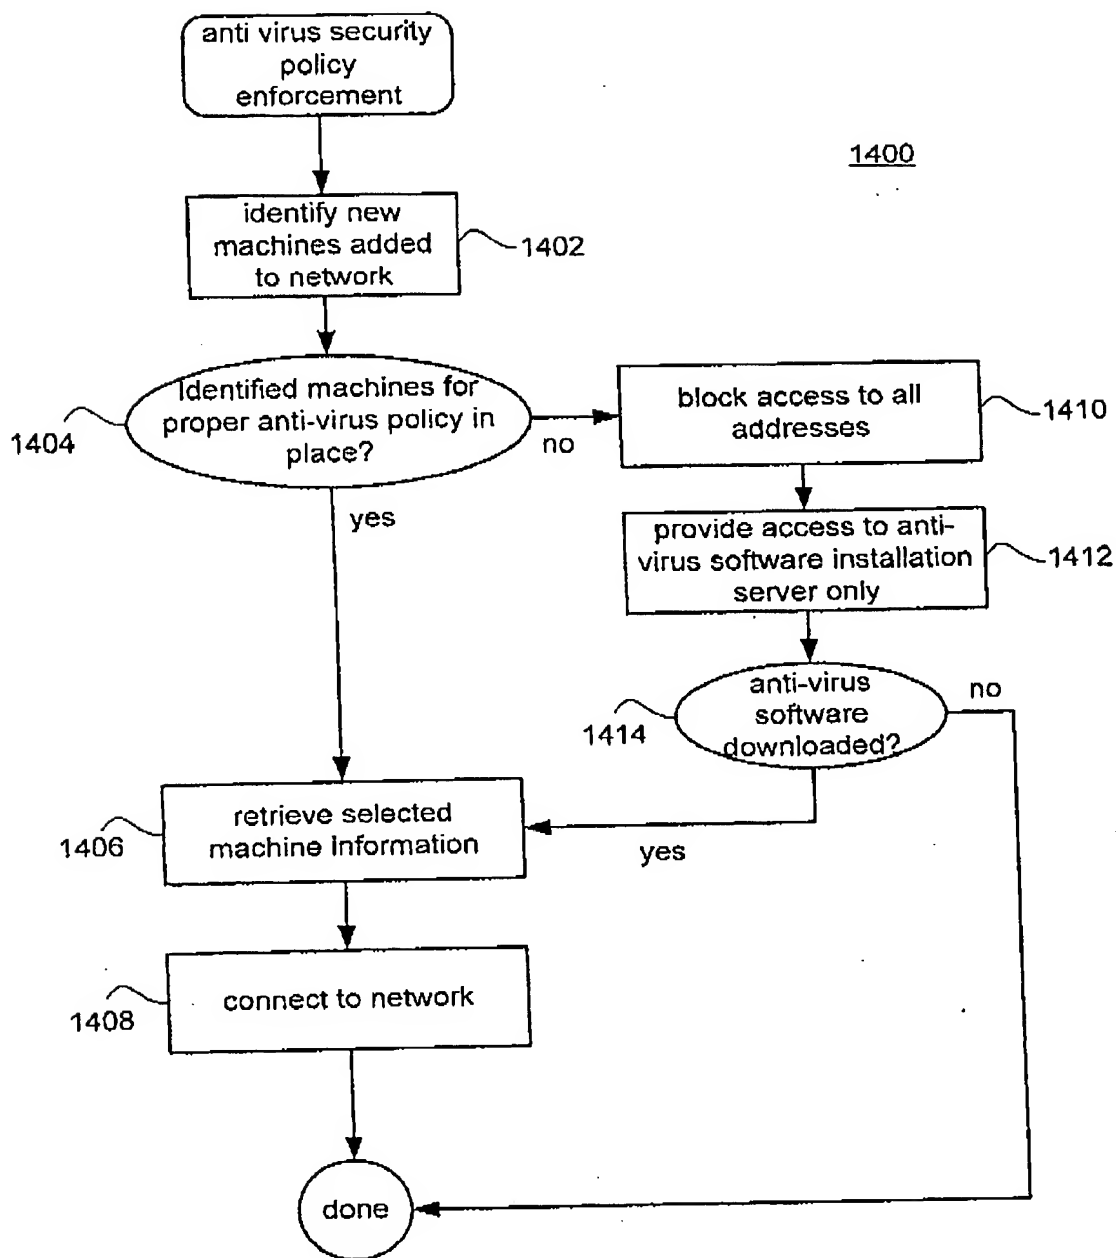 anti virus security
policy
enforcement
1400
identify new
machines added
to network
1402
Identified machines for
proper anti-virus policy in
place?
1404
no
yes
block access to all
addresses
1410
provide access to anti-
virus software installation
server only
1412
anti-virus
software
downloaded?
1414
no
yes
retrieve selected
machine information
1406
connect to network
1408
done